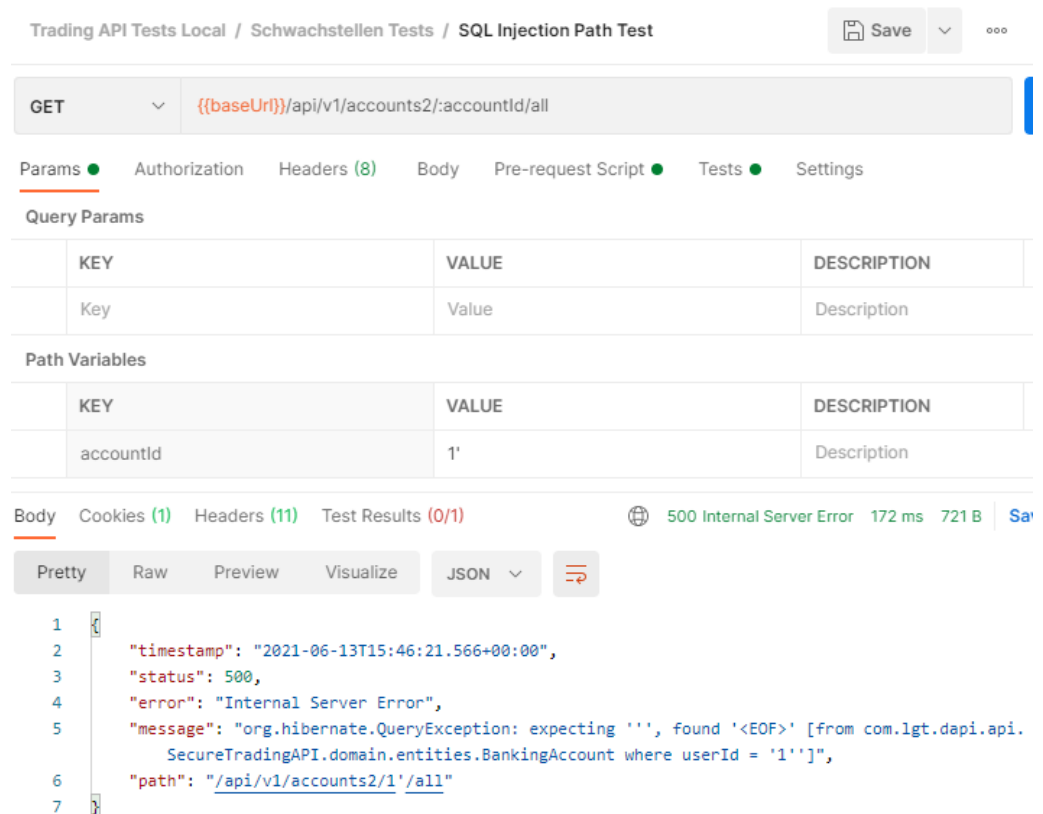 Trading API Tests Local / Schwachstellen Tests / SQL Injection Path Test
Save
GET {{baseUrl}}/api/v1/accounts2/:accountId/all
Params Authorization Headers (8) Body Pre-request Script Tests Settings
Query Params
KEY VALUE DESCRIPTION
Key Value Description
Path Variables
KEY VALUE DESCRIPTION
accountId 1' Description
Body Cookies (1) Headers (11) Test Results (0/1) 500 Internal Server Error 172 ms 721 B
Pretty Raw Preview Visualize JSON
1 {
2 "timestamp": "2021-06-13T15:46:21.566+00:00",
3 "status": 500,
4 "error": "Internal Server Error",
5 "message": "org.hibernate.QueryException: expecting ''', found '<EOF>' [from com.lgt.dapi.api.
SecureTradingAPI.domain.entities.BankingAccount where userId = '1'']",
6 "path": "/api/v1/accounts2/1'/all"
7 }